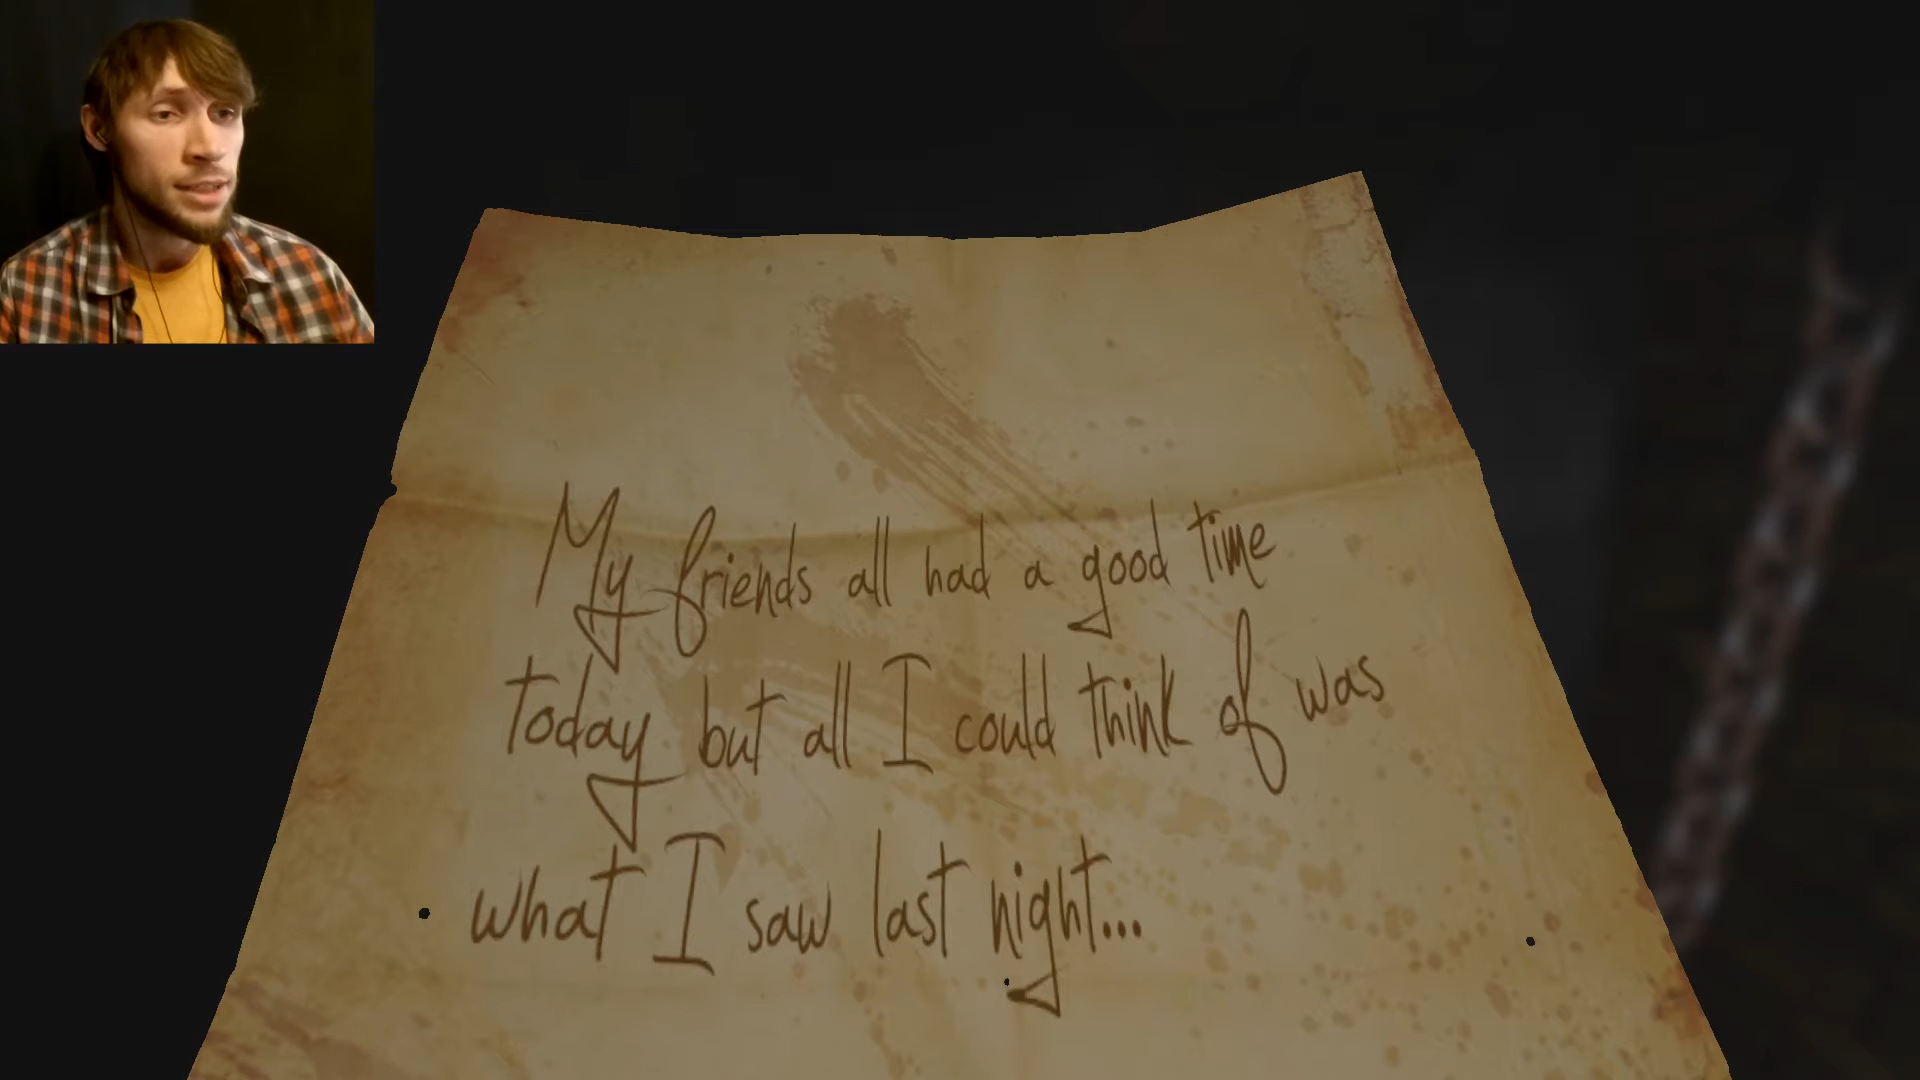 My friends all had a good time
today but all I could think of was
what I saw last night...